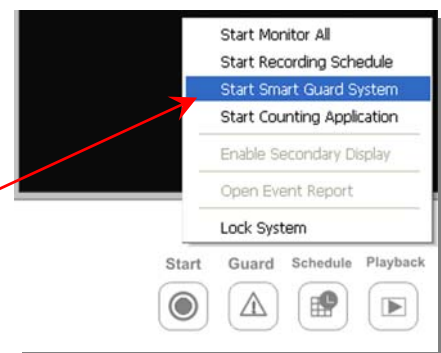 Start Monitor All
Start Recording Schedule
Start Smart Guard System
Start Counting Application
Enable Secondary Display
Open Event Report
Lock System
Start Guard Schedule Playback